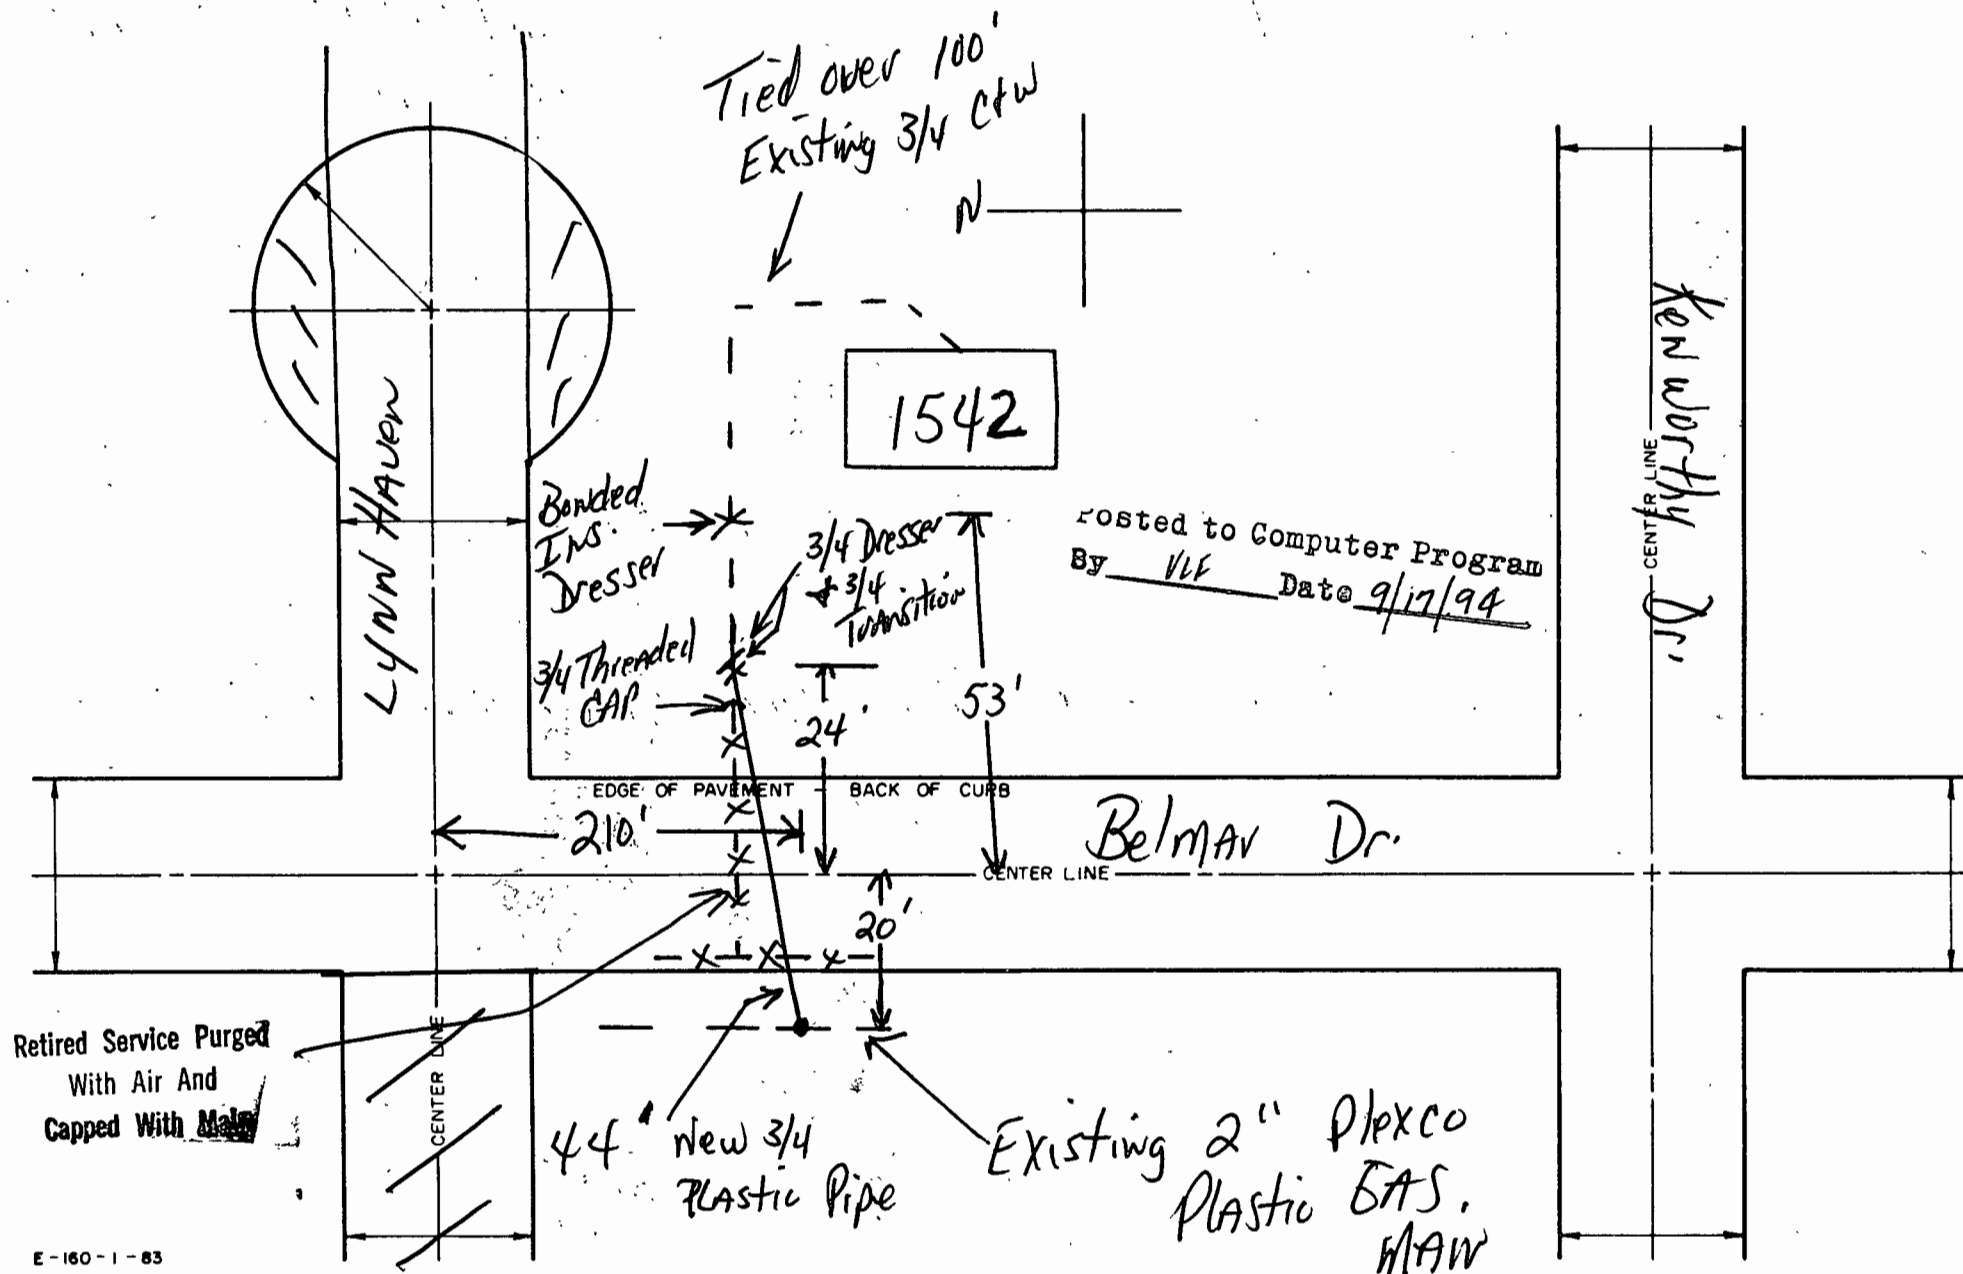 Tied over 100'
Existing 3/4 Ctw
N
1542
Lynn Haven
Kenworthy Dr.
CENTER LINE
Bonded
Ins.
Dresser
3/4 Dresser
+ 3/4
Transition
Posted to Computer Program
By VLF Date 9/17/94
3/4 Threaded
CAP
24'
53'
EDGE OF PAVEMENT - BACK OF CURB
210'
Belmar Dr.
CENTER LINE
20'
Retired Service Purged
With Air And
Capped With Main
CENTER LINE
44' New 3/4
Plastic Pipe
Existing 2" Plexco
Plastic GAS.
MAIN
E-160-1-83